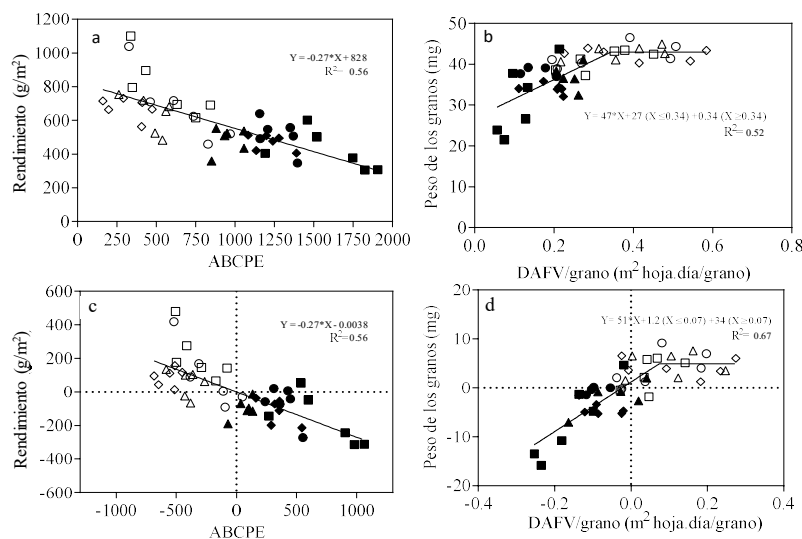 a
Y = -0.27*X + 828
R²= 0.56
Rendimiento (g/m²)
1200
1000
800
600
400
200
0
0 250 500 750 1000 1250 1500 1750 2000
ABCPE
b
Y= 47*X+27 (X ≤0.34) +0.34 (X ≥0.34)
R²= 0.52
Peso de los granos (mg)
50
40
30
20
10
0
0.0 0.2 0.4 0.6 0.8
DAFV/grano (m² hoja.día/grano)
c
Y = -0.27*X - 0.0038
R²=0.56
Rendimiento (g/m²)
600
400
200
0
-200
-400
-600
-1000 -500 0 500 1000
ABCPE
d
Y= 51*X+1.2 (X ≤0.07) +34 (X ≥0.07)
R²= 0.67
Peso de los granos (mg)
20
10
0
-10
-20
-0.4 -0.2 0.0 0.2 0.4
DAFV/grano (m² hoja.día/grano)